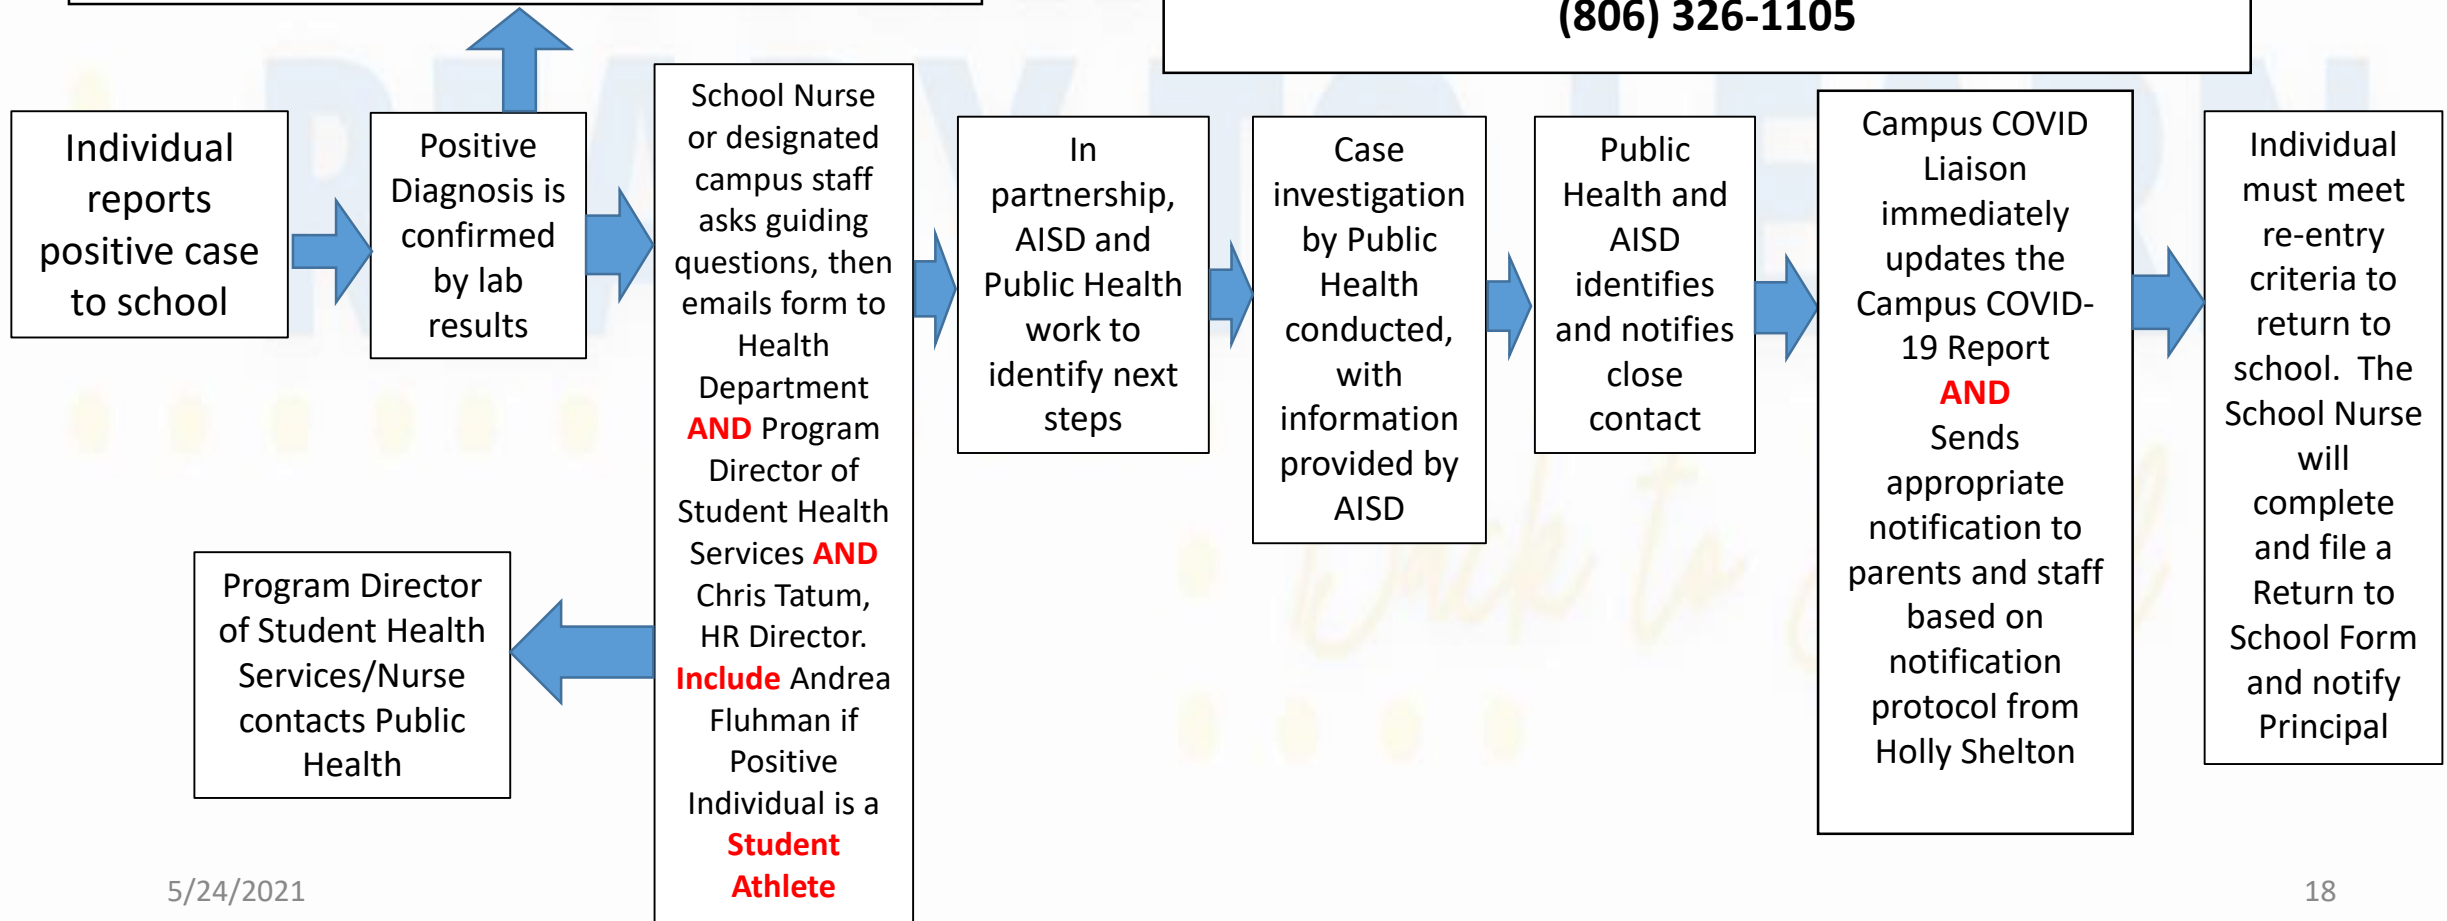 (806) 326-1105
Individual
reports
positive case
to school
Positive
Diagnosis is
confirmed
by lab
results
School Nurse
or designated
campus staff
asks guiding
questions, then
emails form to
Health
Department
AND Program
Director of
Student Health
Services AND
Chris Tatum,
HR Director.
Include Andrea
Fluhman if
Positive
Individual is a
Student
Athlete
Program Director
of Student Health
Services/Nurse
contacts Public
Health
In
partnership,
AISD and
Public Health
work to
identify next
steps
Case
investigation
by Public
Health
conducted,
with
information
provided by
AISD
Public
Health and
AISD
identifies
and notifies
close
contact
Campus COVID
Liaison
immediately
updates the
Campus COVID-
19 Report
AND
Sends
appropriate
notification to
parents and staff
based on
notification
protocol from
Holly Shelton
Individual
must meet
re-entry
criteria to
return to
school.  The
School Nurse
will
complete
and file a
Return to
School Form
and notify
Principal
5/24/2021
18